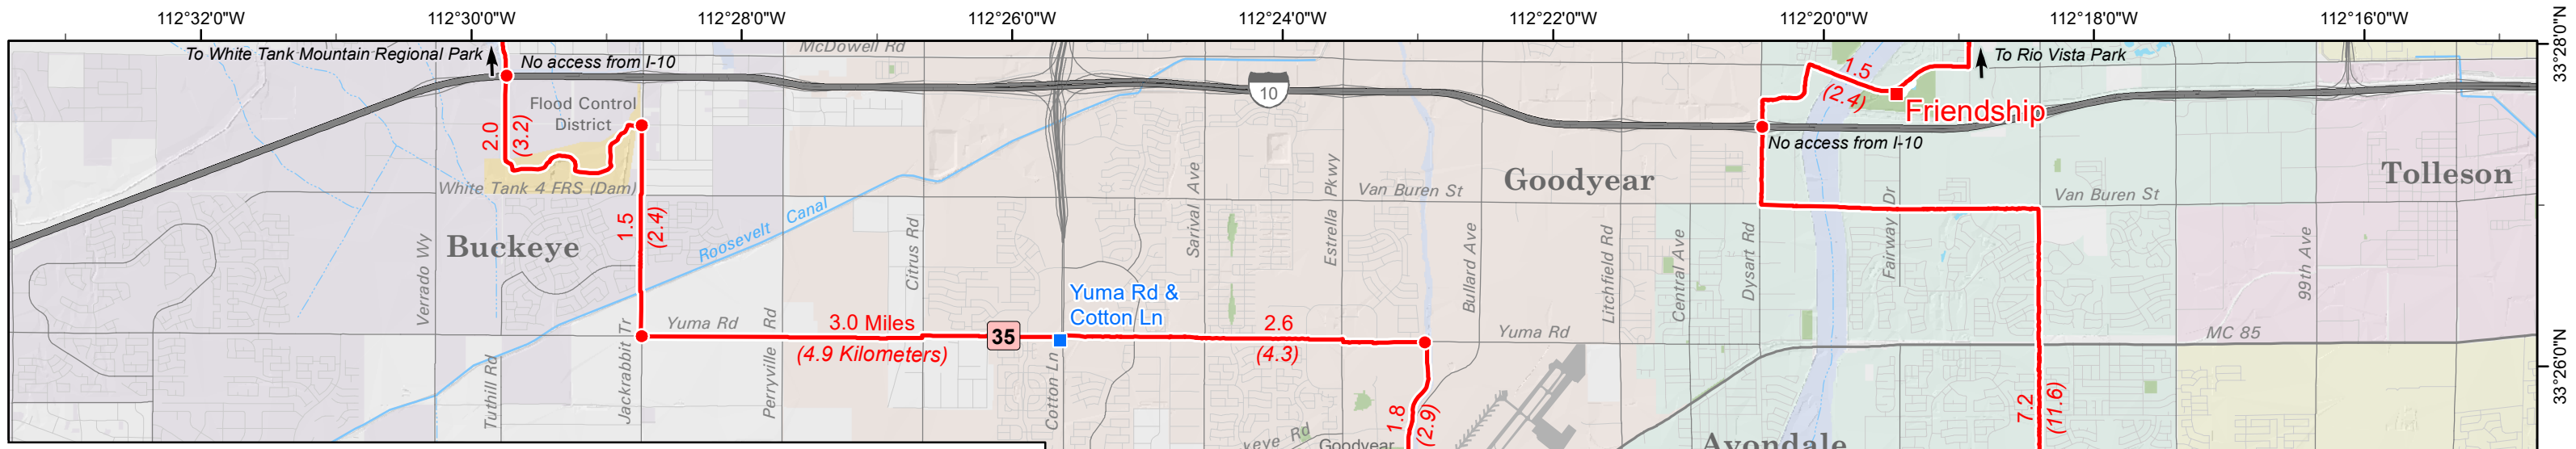 112°32'0"W
112°30'0"W
112°28'0"W
112°26'0"W
112°24'0"W
112°22'0"W
112°20'0"W
112°18'0"W
112°16'0"W
33°28'0"N
33°26'0"N
To White Tank Mountain Regional Park
No access from I-10
McDowell Rd
To Rio Vista Park
10
Flood Control
District
2.0
(3.2)
1.5
(2.4)
Friendship
No access from I-10
White Tank 4 FRS (Dam)
Van Buren St
Goodyear
Van Buren St
Tolleson
Buckeye
1.5
(2.4)
Roosevelt Canal
Verrado Wy
Citrus Rd
Sarival Ave
Estrella Pkwy
Bullard Ave
Litchfield Rd
Central Ave
Dysart Rd
Fairway Dr
99th Ave
Yuma Rd &
Cotton Ln
Yuma Rd
3.0 Miles
(4.9 Kilometers)
35
2.6
(4.3)
Yuma Rd
MC 85
Tuthill Rd
Jackrabbit Tr
Perryville Rd
Cotton Ln
1.8
(2.9)
7.2
(11.6)
keye Rd
Goodyear
Avondale